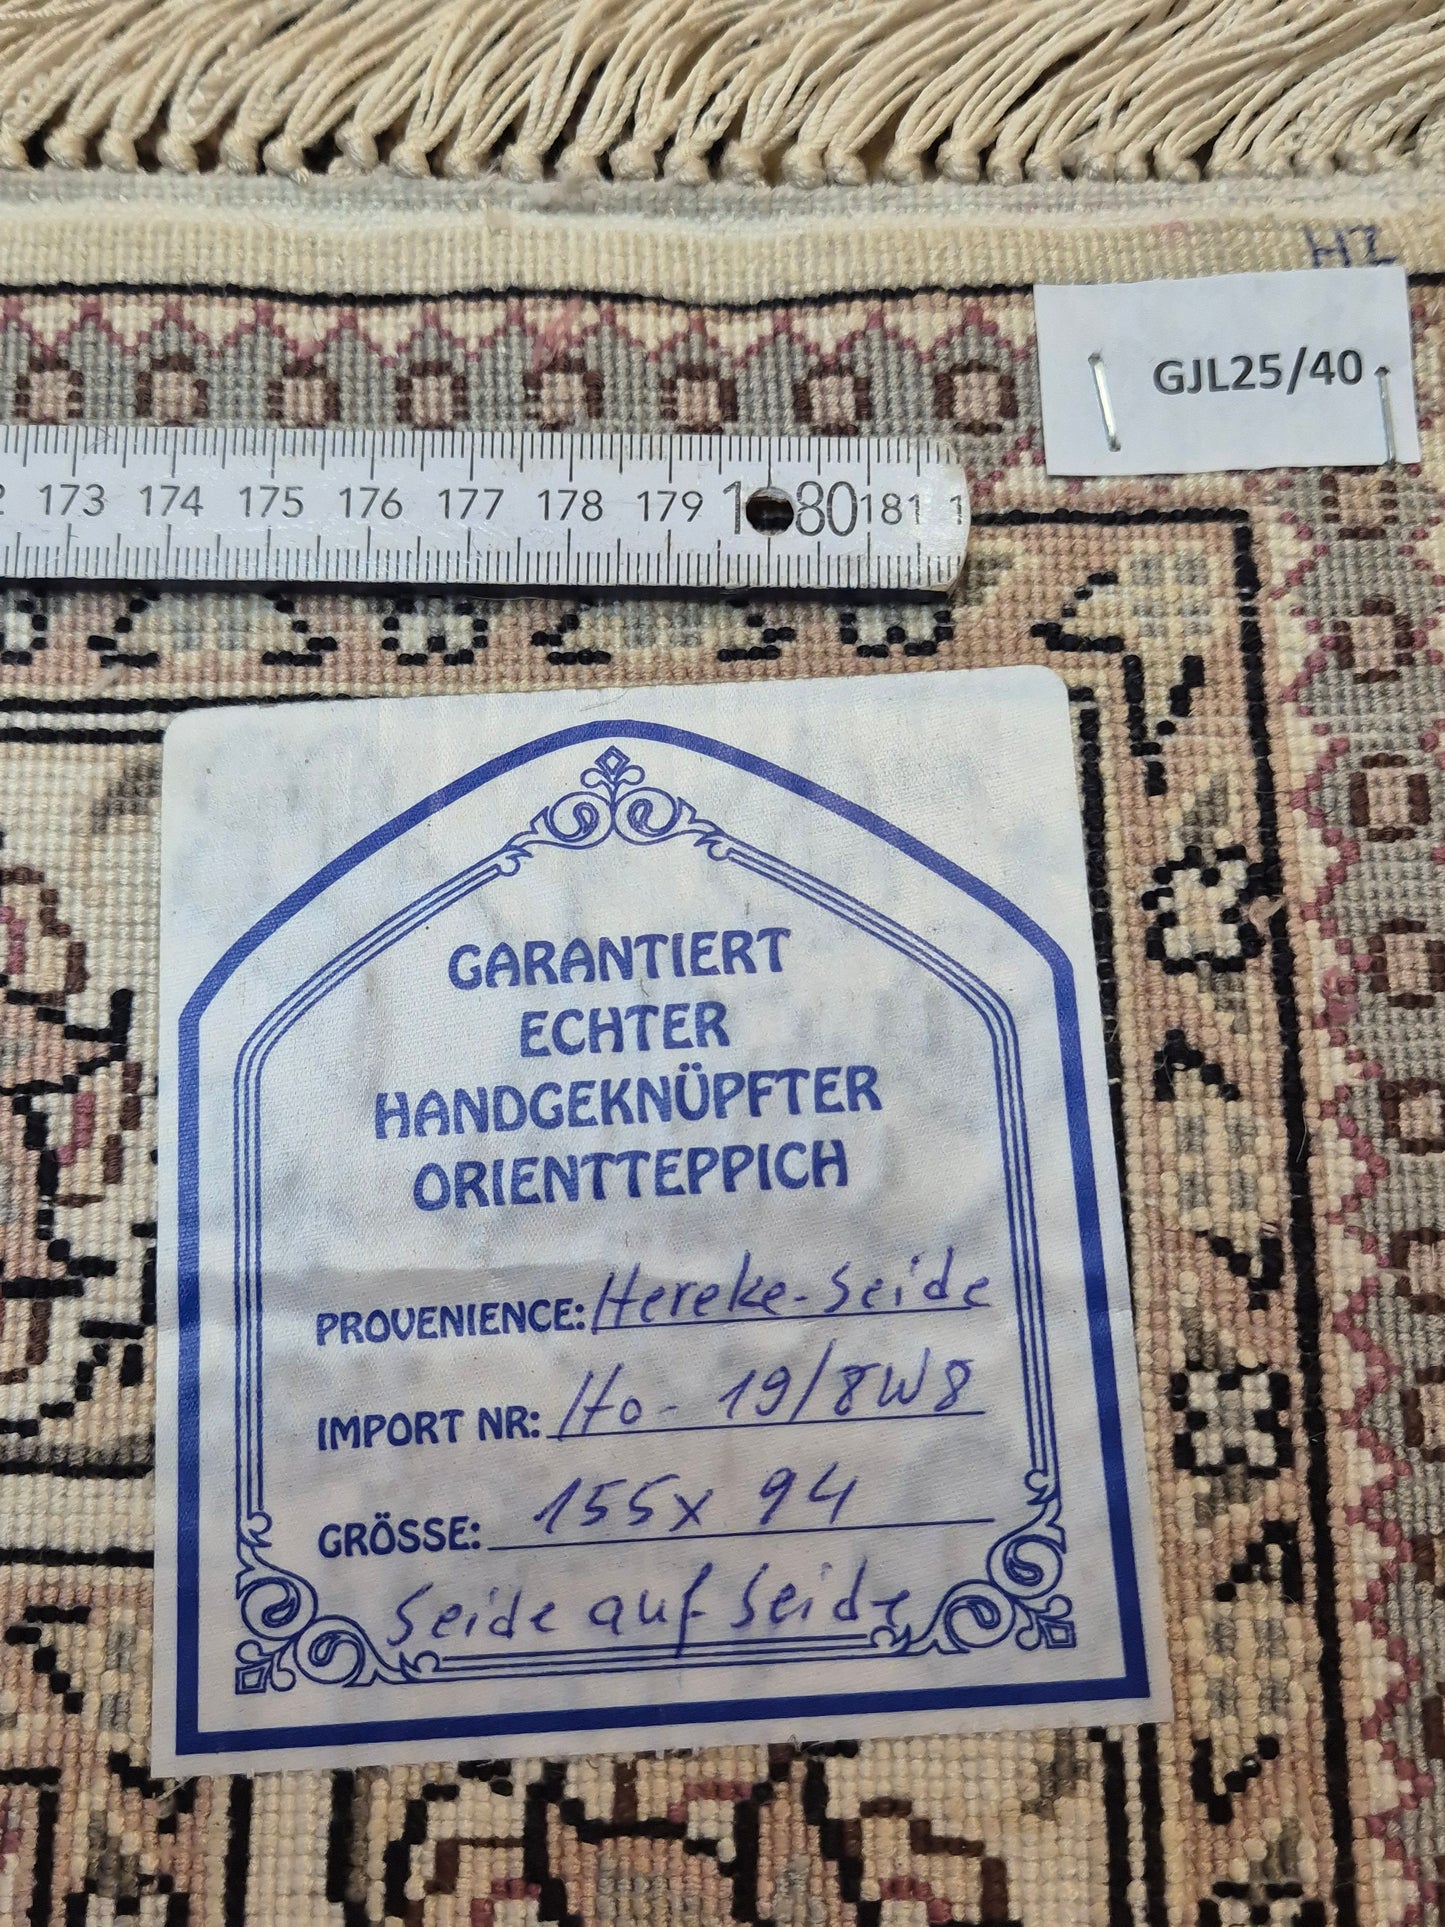 HZ
GJL25/40
173 174 175 176 177 178 179 180 181 1
GARANTIERT
ECHTER
HANDGEKNÜPFTER
ORIENTTEPPICH
PROVENIENCE: Hereke-Seide
IMPORT NR: Ho- 19/8W8
GRÖSSE: 155x 94
Seide auf Seide